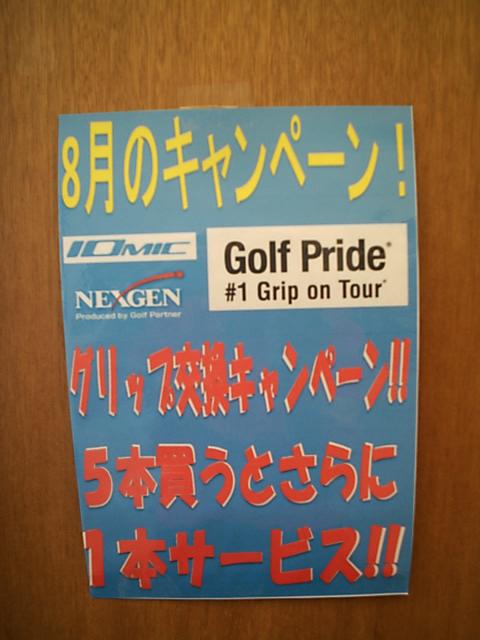 8月のキャンペーン!
IOMIC
Golf Pride®
#1 Grip on Tour®
NEXGEN
Produced by Golf Partner
グリップ交換キャンペーン!!
5本買うとさらに
1本サービス!!